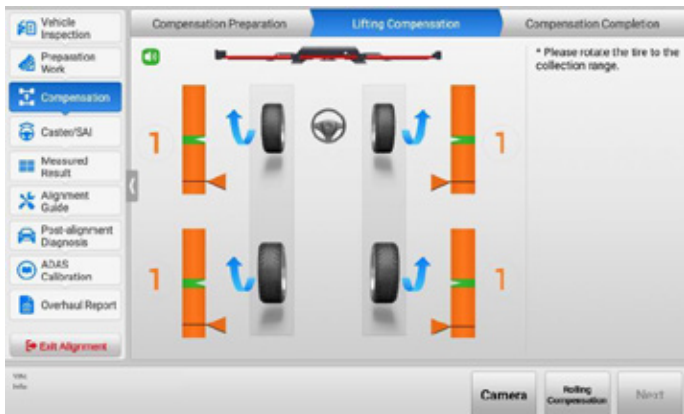 Vehicle
Inspection
Preparation
Work
Compensation
Caster/SAI
Measured
Result
Alignment
Guide
Post-alignment
Diagnosis
ADAS
Calibration
Overhaul Report
Exit Alignment
Compensation Preparation
Lifting Compensation
Compensation Completion
* Please rotate the tire to the
collection range.
1
1
1
1
Camera
Rolling
Compensation
Next